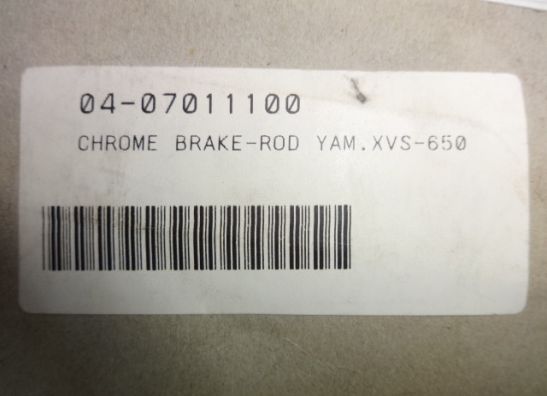 04-07011100
CHROME BRAKE-ROD YAM.XVS-650